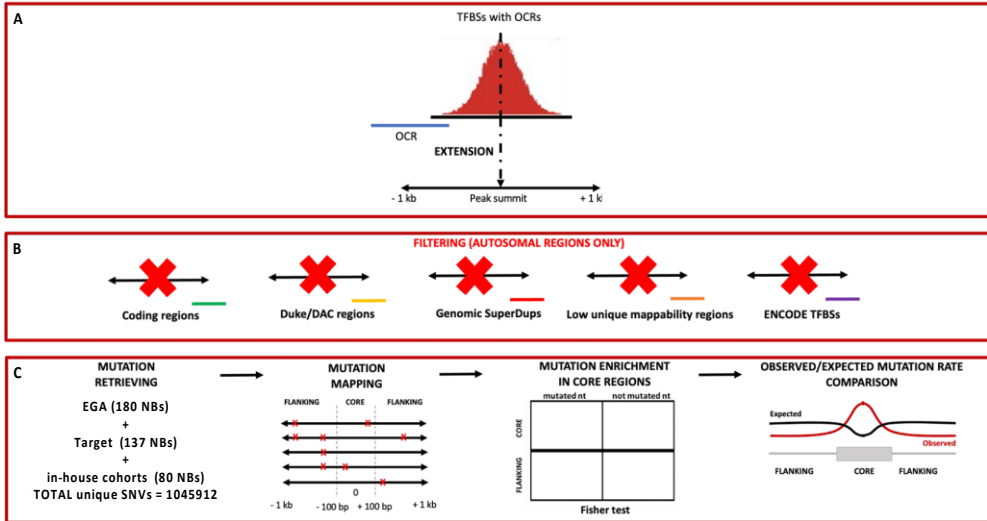 A
TFBSs with OCRs
OCR
EXTENSION
- 1 kb
Peak summit
+ 1 k
B
FILTERING (AUTOSOMAL REGIONS ONLY)
Coding regions
Duke/DAC regions
Genomic SuperDups
Low unique mappability regions
ENCODE TFBSs
C
MUTATION
RETRIEVING
EGA (180 NBs)
+
Target (137 NBs)
+
in-house cohorts (80 NBs)
TOTAL unique SNVs = 1045912
MUTATION
MAPPING
FLANKING
CORE
FLANKING
0
- 1 kb
- 100 bp
+ 100 bp
+ 1 kb
MUTATION ENRICHMENT
IN CORE REGIONS
mutated nt
not mutated nt
CORE
FLANKING
Fisher test
OBSERVED/EXPECTED MUTATION RATE
COMPARISON
Expected
Observed
FLANKING
CORE
FLANKING